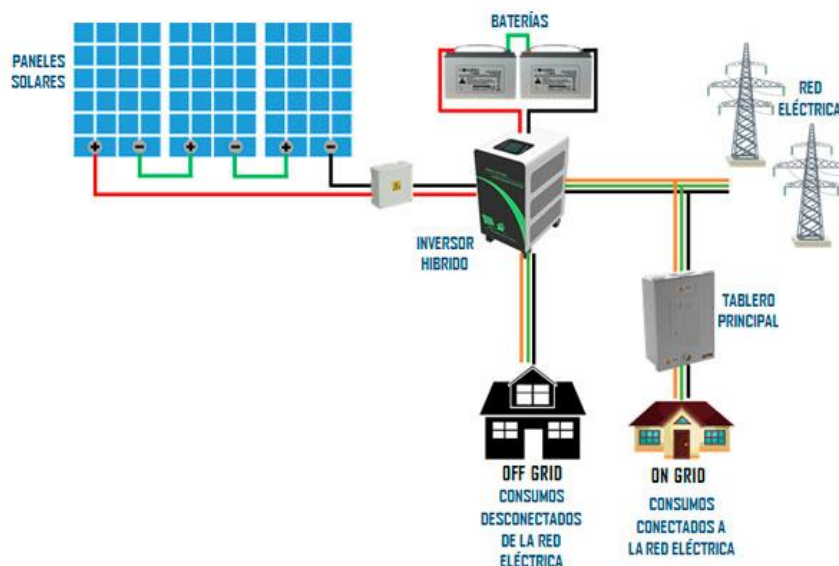 BATERÍAS
PANELES
SOLARES
RED
ELÉCTRICA
INVERSOR
HIBRIDO
TABLERO
PRINCIPAL
OFF GRID
CONSUMOS
DESCONECTADOS
DE LA RED
ELÉCTRICA
ON GRID
CONSUMOS
CONECTADOS A
LA RED ELÉCTRICA